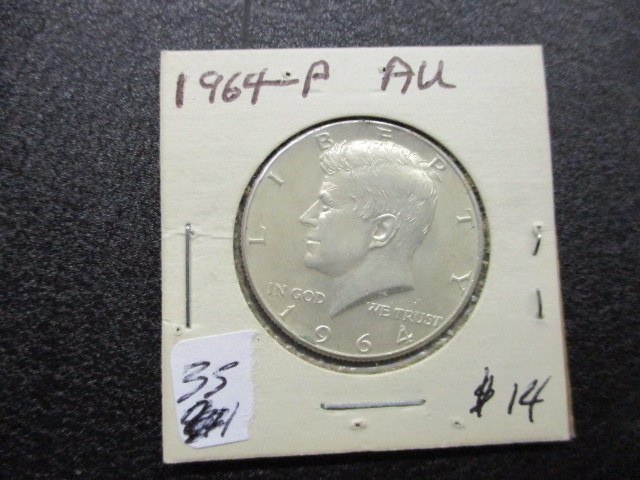 1964-P AU
LIBERTY
IN GOD WE TRUST
1964
35
$14